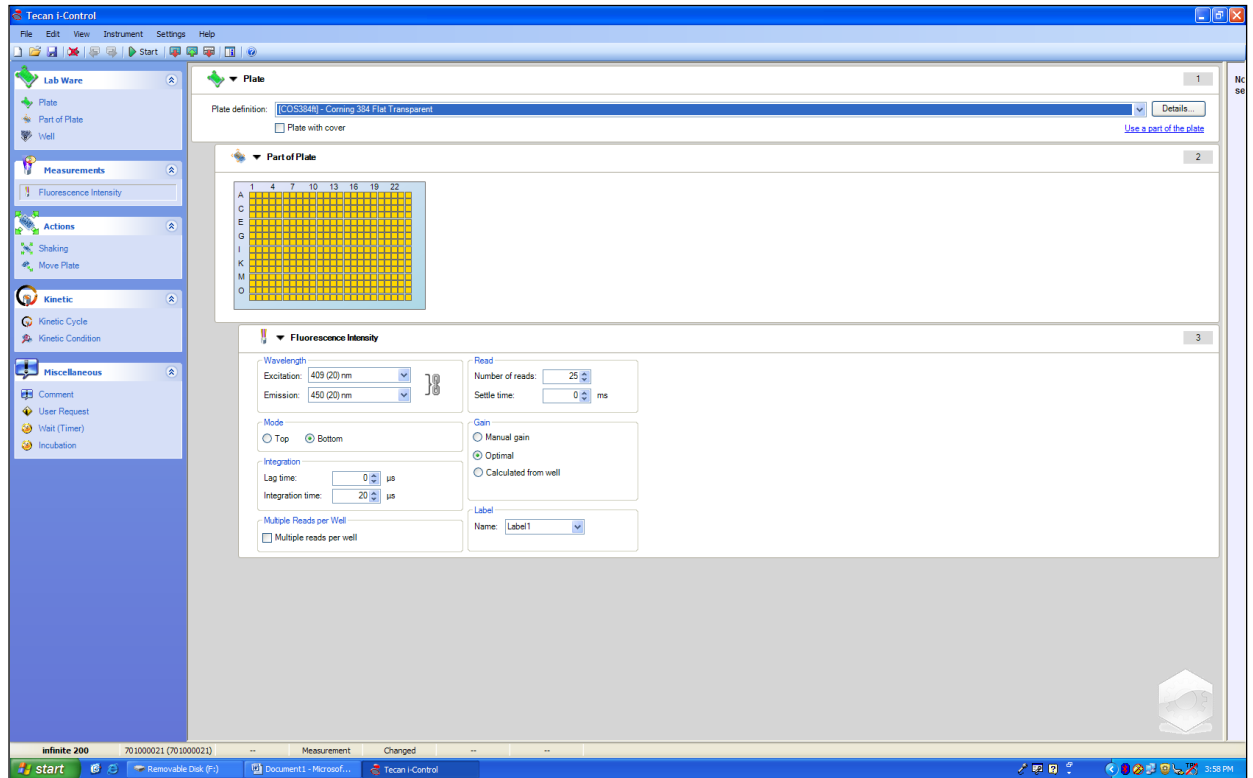 Tecan i-Control
File Edit View Instrument Settings Help
Start
Lab Ware
Plate
Part of Plate
Well
Measurements
Fluorescence Intensity
Actions
Shaking
Move Plate
Kinetic
Kinetic Cycle
Kinetic Condition
Miscellaneous
Comment
User Request
Wait (Timer)
Incubation
Plate 1
Plate definition: [COS384ft] - Corning 384 Flat Transparent Details...
Plate with cover Use a part of the plate
Part of Plate 2
1 4 7 10 13 16 19 22
A
C
E
G
I
K
M
O
Fluorescence Intensity 3
Wavelength
Excitation: 409 (20) nm
Emission: 450 (20) nm
Mode
Top Bottom
Integration
Lag time: 0 µs
Integration time: 20 µs
Multiple Reads per Well
Multiple reads per well
Read
Number of reads: 25
Settle time: 0 ms
Gain
Manual gain
Optimal
Calculated from well
Label
Name: Label1
Nc
se
infinite 200 701000021 (701000021) -- Measurement Changed -- --
start Removable Disk (F:) Document1 - Microsof... Tecan i-Control 3:58 PM